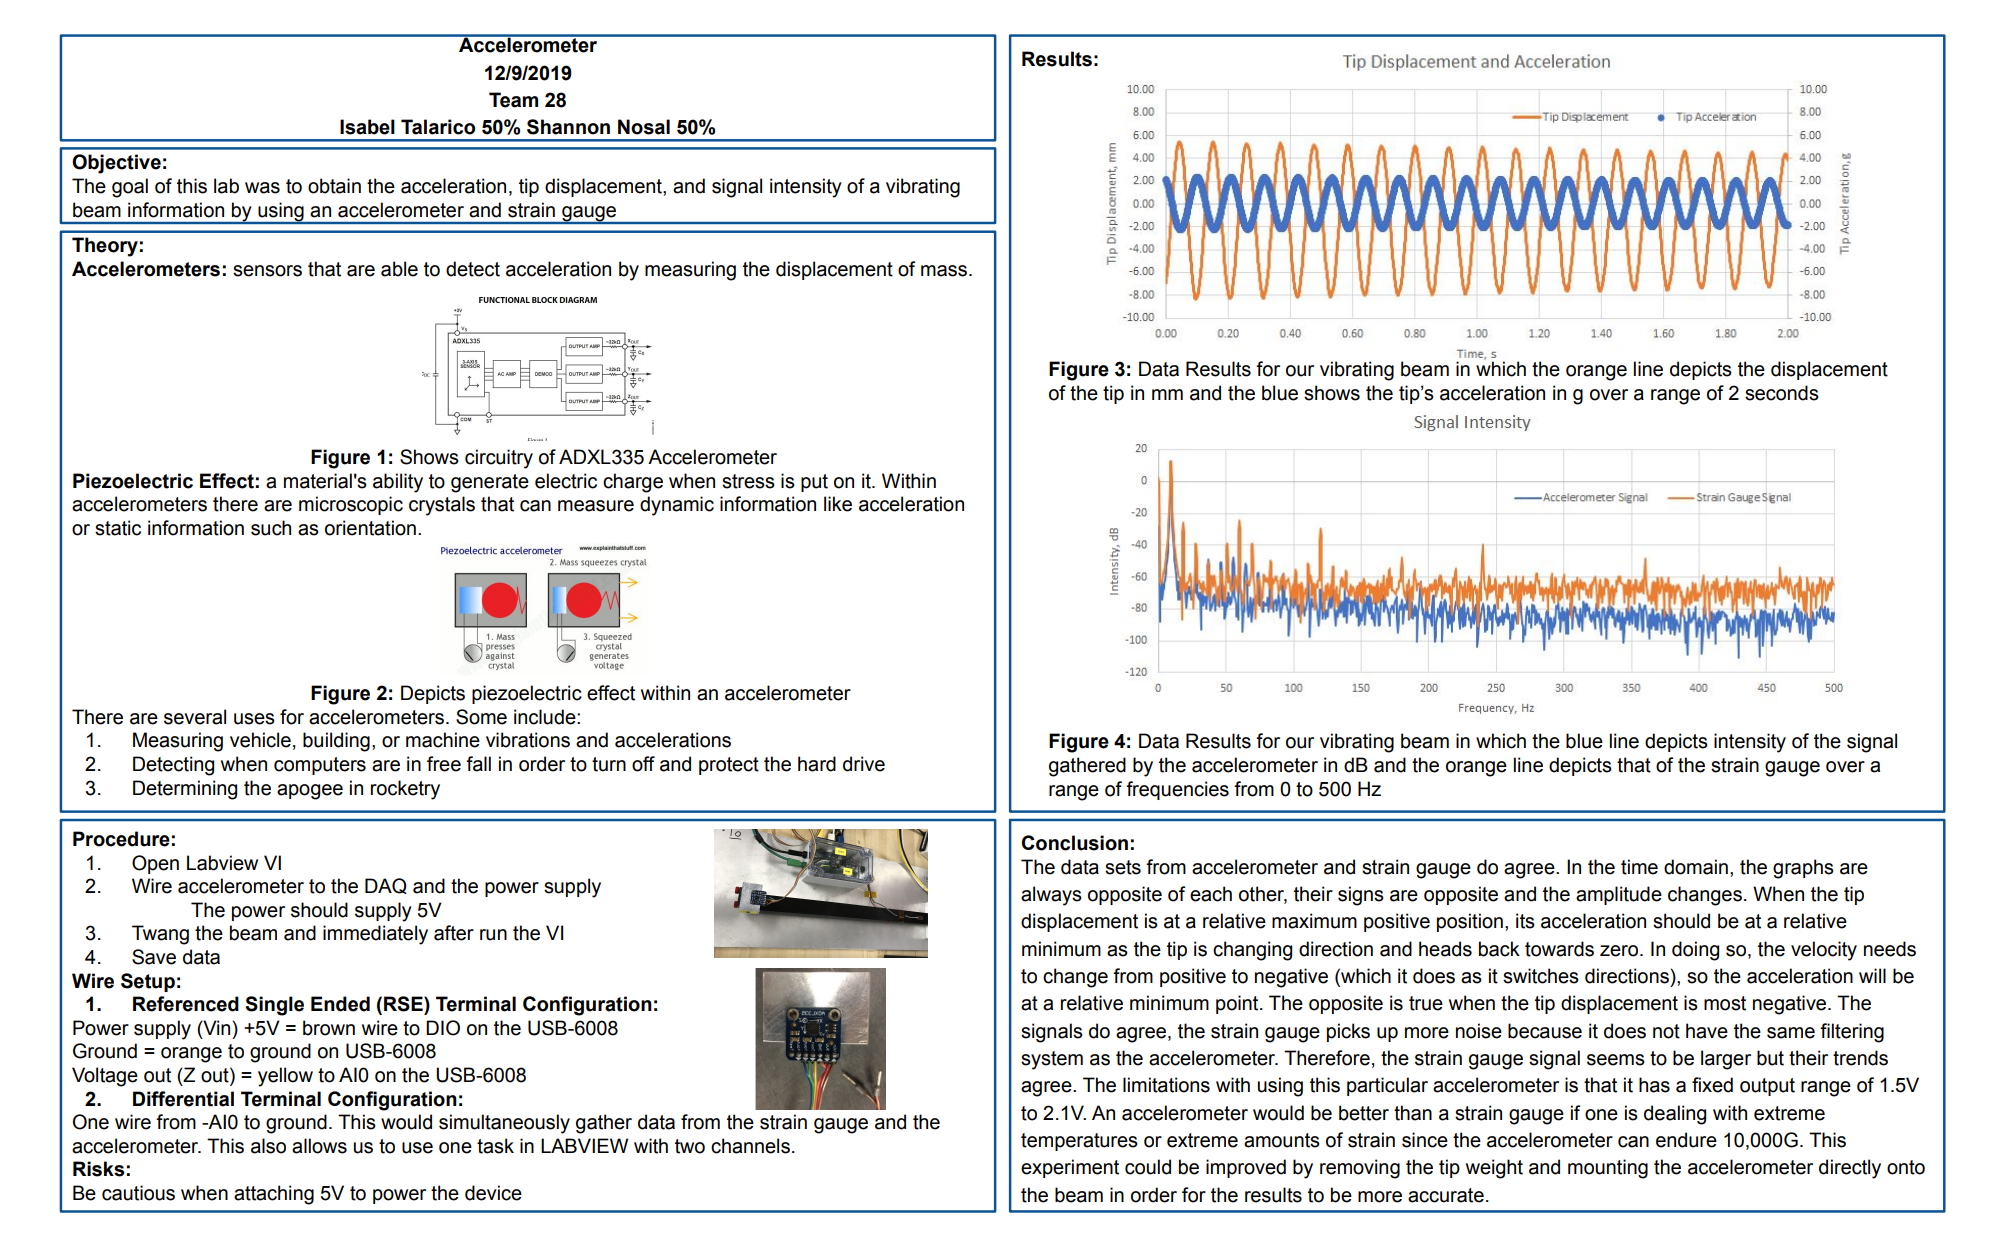 Accelerometer
12/9/2019
Team 28
Isabel Talarico 50% Shannon Nosal 50%
Objective:
The goal of this lab was to obtain the acceleration, tip displacement, and signal intensity of a vibrating
beam information by using an accelerometer and strain gauge
Theory:
Accelerometers: sensors that are able to detect acceleration by measuring the displacement of mass.
FUNCTIONAL BLOCK DIAGRAM
+3V
VS
ADXL335
3-AXIS
SENSOR
AC AMP
DEMOD
OUTPUT AMP
~32kΩ
XOUT
CX
OUTPUT AMP
~32kΩ
YOUT
CY
OUTPUT AMP
~32kΩ
ZOUT
CZ
COM
ST
Figure 1: Shows circuitry of ADXL335 Accelerometer
Piezoelectric Effect: a material's ability to generate electric charge when stress is put on it. Within
accelerometers there are microscopic crystals that can measure dynamic information like acceleration
or static information such as orientation.
Piezoelectric accelerometer www.explainthatstuff.com
2. Mass squeezes crystal
1. Mass
presses
against
crystal
3. Squeezed
crystal
generates
voltage
Figure 2: Depicts piezoelectric effect within an accelerometer
There are several uses for accelerometers. Some include:
1. Measuring vehicle, building, or machine vibrations and accelerations
2. Detecting when computers are in free fall in order to turn off and protect the hard drive
3. Determining the apogee in rocketry
Procedure:
1. Open Labview VI
2. Wire accelerometer to the DAQ and the power supply
The power should supply 5V
3. Twang the beam and immediately after run the VI
4. Save data
Wire Setup:
1. Referenced Single Ended (RSE) Terminal Configuration:
Power supply (Vin) +5V = brown wire to DIO on the USB-6008
Ground = orange to ground on USB-6008
Voltage out (Z out) = yellow to AI0 on the USB-6008
2. Differential Terminal Configuration:
One wire from -AI0 to ground. This would simultaneously gather data from the strain gauge and the
accelerometer. This also allows us to use one task in LABVIEW with two channels.
Risks:
Be cautious when attaching 5V to power the device
Results:
Tip Displacement and Acceleration
10.00
8.00
6.00
4.00
2.00
0.00
-2.00
-4.00
-6.00
-8.00
-10.00
Tip Displacement, mm
Tip Displacement
Tip Acceleration
10.00
8.00
6.00
4.00
2.00
0.00
-2.00
-4.00
-6.00
-8.00
-10.00
Tip Acceleration, g
0.00 0.20 0.40 0.60 0.80 1.00 1.20 1.40 1.60 1.80 2.00
Time, s
Figure 3: Data Results for our vibrating beam in which the orange line depicts the displacement
of the tip in mm and the blue shows the tip's acceleration in g over a range of 2 seconds
Signal Intensity
20
0
-20
-40
-60
-80
-100
-120
Intensity, dB
Accelerometer Signal
Strain Gauge Signal
0 50 100 150 200 250 300 350 400 450 500
Frequency, Hz
Figure 4: Data Results for our vibrating beam in which the blue line depicts intensity of the signal
gathered by the accelerometer in dB and the orange line depicts that of the strain gauge over a
range of frequencies from 0 to 500 Hz
Conclusion:
The data sets from accelerometer and strain gauge do agree. In the time domain, the graphs are
always opposite of each other, their signs are opposite and the amplitude changes. When the tip
displacement is at a relative maximum positive position, its acceleration should be at a relative
minimum as the tip is changing direction and heads back towards zero. In doing so, the velocity needs
to change from positive to negative (which it does as it switches directions), so the acceleration will be
at a relative minimum point. The opposite is true when the tip displacement is most negative. The
signals do agree, the strain gauge picks up more noise because it does not have the same filtering
system as the accelerometer. Therefore, the strain gauge signal seems to be larger but their trends
agree. The limitations with using this particular accelerometer is that it has a fixed output range of 1.5V
to 2.1V. An accelerometer would be better than a strain gauge if one is dealing with extreme
temperatures or extreme amounts of strain since the accelerometer can endure 10,000G. This
experiment could be improved by removing the tip weight and mounting the accelerometer directly onto
the beam in order for the results to be more accurate.